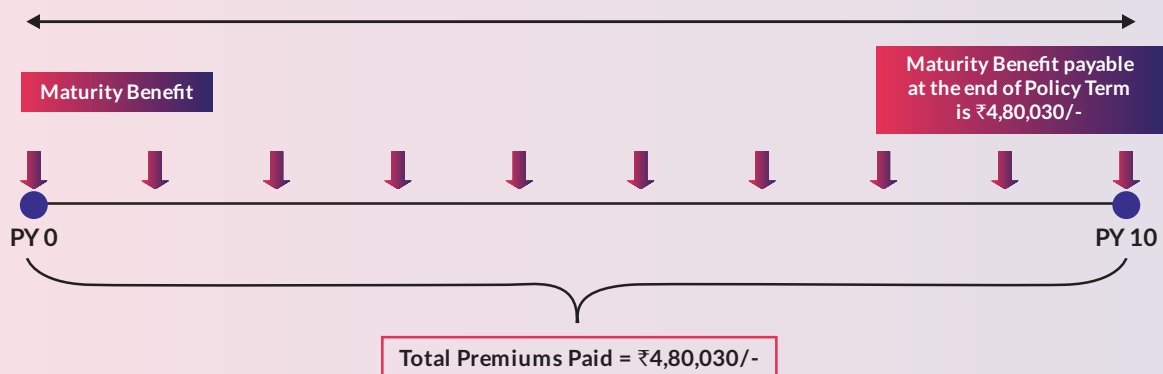 Maturity Benefit
Maturity Benefit payable
at the end of Policy Term
is ₹4,80,030/-
PY 0
PY 10
Total Premiums Paid = ₹4,80,030/-